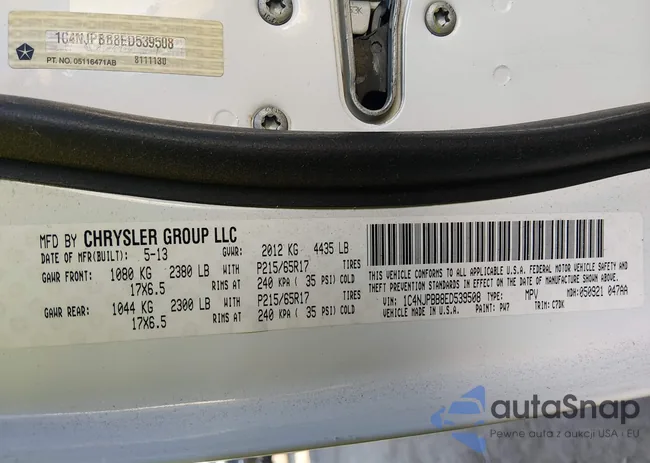 1C4NJPBB8ED539508
PT. NO. 05116471AB 8111130
MFD BY CHRYSLER GROUP LLC
DATE OF MFR(BUILT): 5-13 GVWR: 2012 KG 4435 LB
GAWR FRONT: 1080 KG 2380 LB WITH P215/65R17 TIRES
17X6.5 RIMS AT 240 KPA ( 35 PSI) COLD
GAWR REAR: 1044 KG 2300 LB WITH P215/65R17 TIRES
17X6.5 RIMS AT 240 KPA ( 35 PSI) COLD
THIS VEHICLE CONFORMS TO ALL APPLICABLE U.S.A. FEDERAL MOTOR VEHICLE SAFETY AND
THEFT PREVENTION STANDARDS IN EFFECT ON THE DATE OF MANUFACTURE SHOWN ABOVE.
VIN: 1C4NJPBB8ED539508 TYPE: MPV MDH: 050921 047AA
VEHICLE MADE IN U.S.A. PAINT: PW7 TRIM: C7DK
autaSnap
Pewne auta z aukcji USA i EU